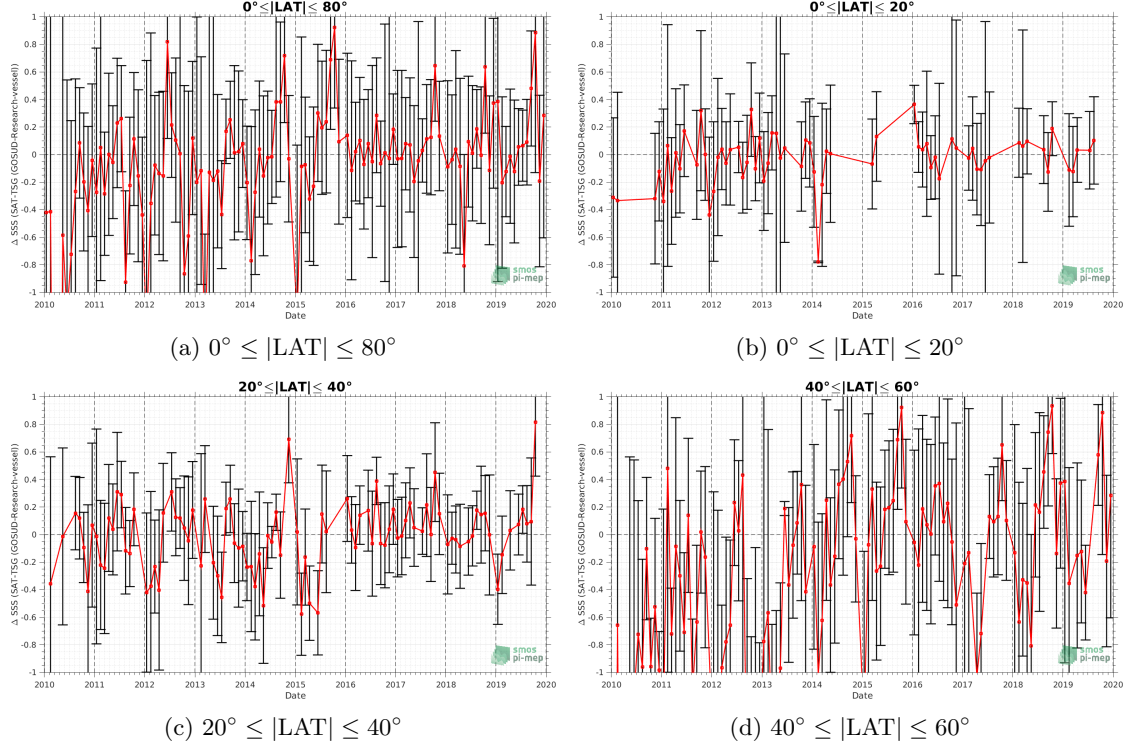 0°≤|LAT|≤ 80°
Δ SSS (SAT-TSG (GOSUD-Research-vessel))
1
0.8
0.6
0.4
0.2
0
-0.2
-0.4
-0.6
-0.8
-1
2010 2011 2012 2013 2014 2015 2016 2017 2018 2019 2020
Date
smos
pi-mep
(a) 0° ≤ |LAT| ≤ 80°
0°≤|LAT|≤ 20°
Δ SSS (SAT-TSG (GOSUD-Research-vessel))
1
0.8
0.6
0.4
0.2
0
-0.2
-0.4
-0.6
-0.8
-1
2010 2011 2012 2013 2014 2015 2016 2017 2018 2019 2020
Date
smos
pi-mep
(b) 0° ≤ |LAT| ≤ 20°
20°≤|LAT|≤ 40°
Δ SSS (SAT-TSG (GOSUD-Research-vessel))
1
0.8
0.6
0.4
0.2
0
-0.2
-0.4
-0.6
-0.8
-1
2010 2011 2012 2013 2014 2015 2016 2017 2018 2019 2020
Date
smos
pi-mep
(c) 20° ≤ |LAT| ≤ 40°
40°≤|LAT|≤ 60°
Δ SSS (SAT-TSG (GOSUD-Research-vessel))
1
0.8
0.6
0.4
0.2
0
-0.2
-0.4
-0.6
-0.8
-1
2010 2011 2012 2013 2014 2015 2016 2017 2018 2019 2020
Date
smos
pi-mep
(d) 40° ≤ |LAT| ≤ 60°